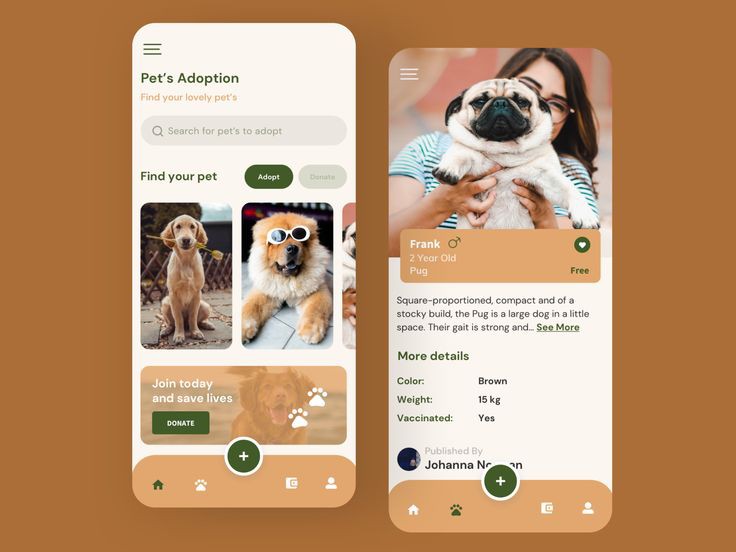 Pet's Adoption
Find your lovely pet's
Search for pet's to adopt
Find your pet
Adopt
Donate
Join today
and save lives
DONATE
Frank
2 Year Old
Pug
Free
Square-proportioned, compact and of a
stocky build, the Pug is a large dog in a little
space. Their gait is strong and... See More
More details
Color: Brown
Weight: 15 kg
Vaccinated: Yes
Published By
Johanna